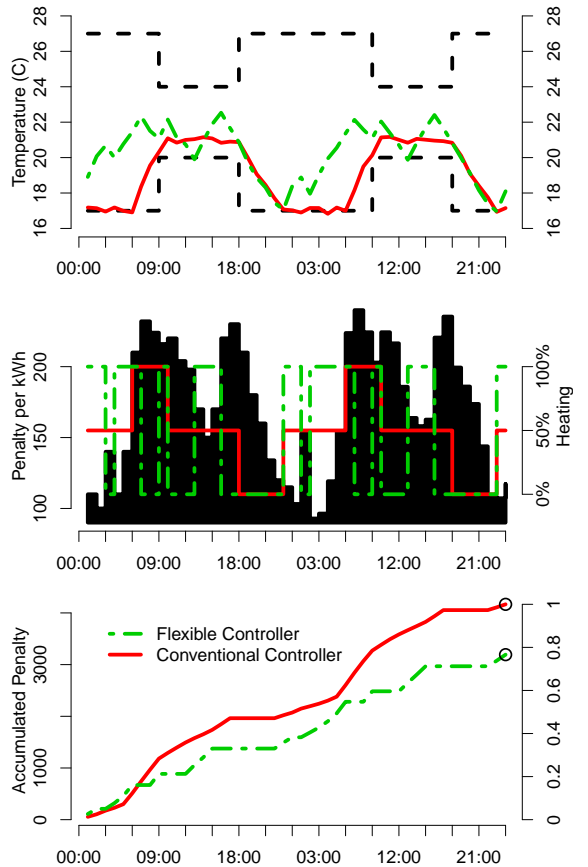 Temperature (C)
16 18 20 22 24 26 28
16 18 20 22 24 26 28
00:00 09:00 18:00 03:00 12:00 21:00
Penalty per kWh
100 150 200
0% 50% 100%
Heating
00:00 09:00 18:00 03:00 12:00 21:00
Accumulated Penalty
0 1000 3000
Flexible Controller
Conventional Controller
0 0.2 0.4 0.6 0.8 1
00:00 09:00 18:00 03:00 12:00 21:00